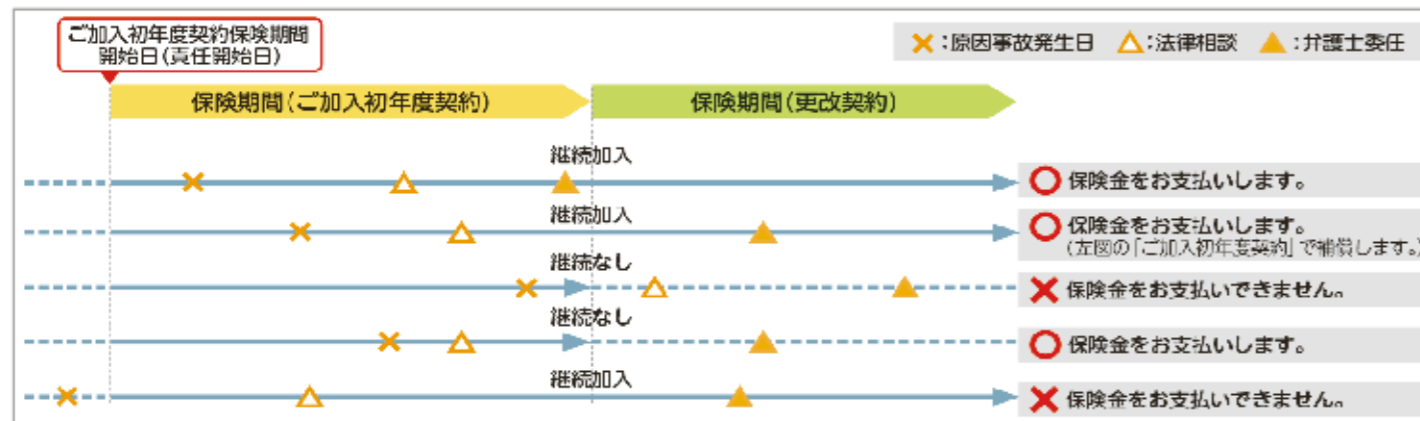 ご加入初年度契約保険期間
開始日(責任開始日)
×:原因事故発生日 △:法律相談 ▲:弁護士委任
保険期間(ご加入初年度契約)
保険期間(更改契約)
継続加入
保険金をお支払いします。
継続加入
保険金をお支払いします。
(左図の「ご加入初年度契約」で補償します。)
継続なし
保険金をお支払いできません。
継続なし
保険金をお支払いします。
継続加入
保険金をお支払いできません。